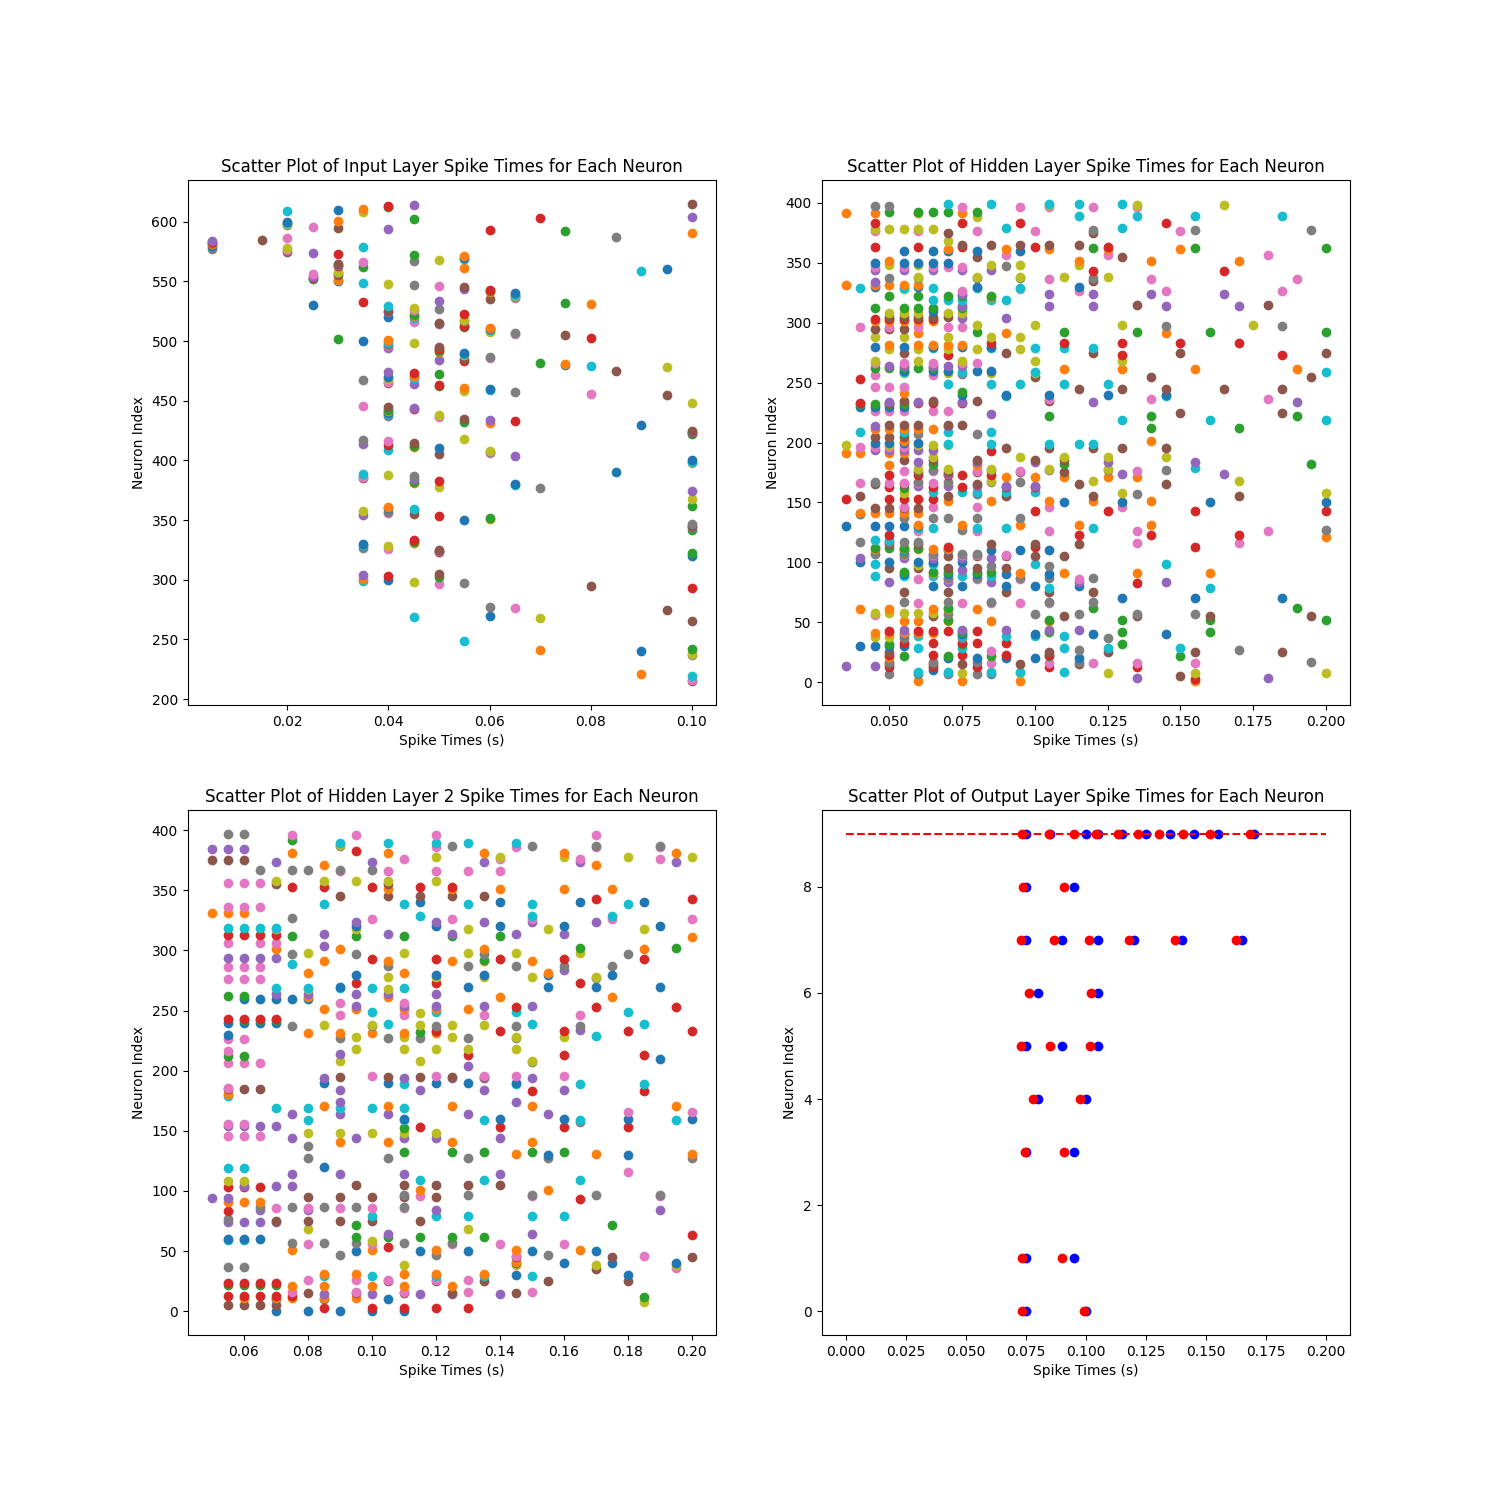 Scatter Plot of Input Layer Spike Times for Each Neuron
600
550
500
450
400
350
300
250
200
Neuron Index
0.02 0.04 0.06 0.08 0.10
Spike Times (s)
Scatter Plot of Hidden Layer Spike Times for Each Neuron
400
350
300
250
200
150
100
50
0
Neuron Index
0.050 0.075 0.100 0.125 0.150 0.175 0.200
Spike Times (s)
Scatter Plot of Hidden Layer 2 Spike Times for Each Neuron
400
350
300
250
200
150
100
50
0
Neuron Index
0.06 0.08 0.10 0.12 0.14 0.16 0.18 0.20
Spike Times (s)
Scatter Plot of Output Layer Spike Times for Each Neuron
8
6
4
2
0
Neuron Index
0.000 0.025 0.050 0.075 0.100 0.125 0.150 0.175 0.200
Spike Times (s)